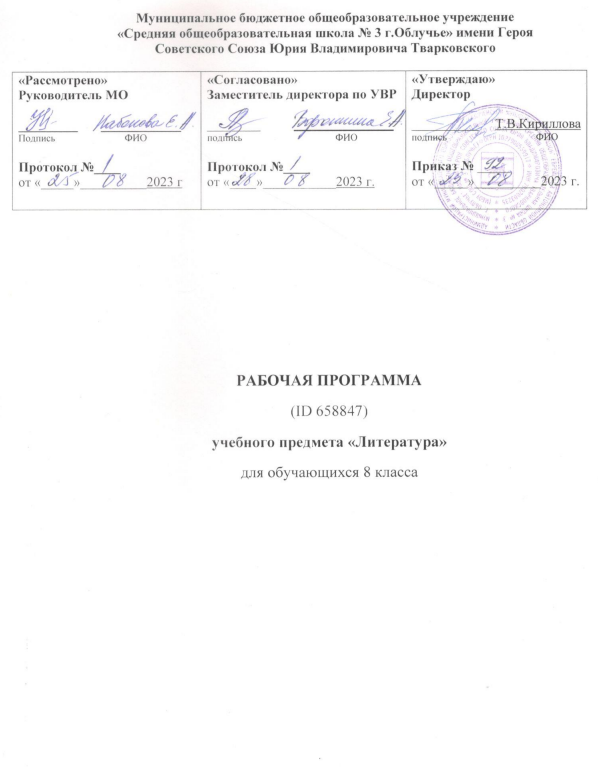 Муниципальное бюджетное общеобразовательное учреждение
«Средняя общеобразовательная школа № 3 г.Облучье» имени Героя
Советского Союза Юрия Владимировича Тварковского
«Рассмотрено»
Руководитель МО
Набокова Е.А.
Подпись ФИО
Протокол № 1
от « 25 » 08 2023 г
«Согласовано»
Заместитель директора по УВР
подпись ФИО
Протокол № 1
от « 28 » 08 2023 г.
«Утверждаю»
Директор
Т.В.Кириллова
подпись ФИО
Приказ № 92
от « » 08 2023 г.
РАБОЧАЯ ПРОГРАММА
(ID 658847)
учебного предмета «Литература»
для обучающихся 8 класса